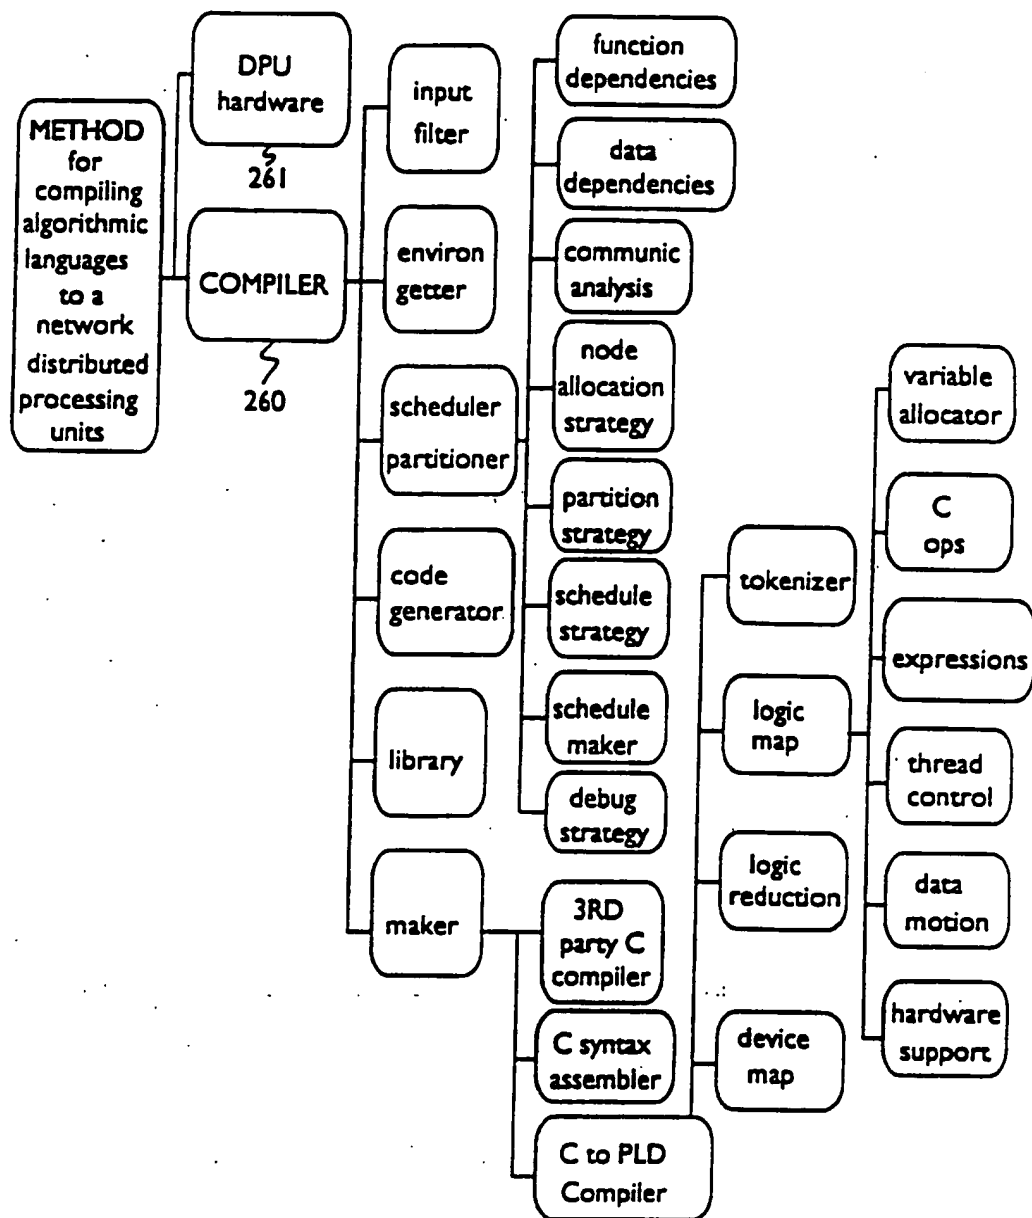 METHOD
for
compiling
algorithmic
languages
to a
network
distributed
processing
units
DPU
hardware
261
COMPILER
260
input
filter
environ
getter
scheduler
partitioner
code
generator
library
maker
function
dependencies
data
dependencies
communic
analysis
node
allocation
strategy
partition
strategy
schedule
strategy
schedule
maker
debug
strategy
3RD
party C
compiler
C syntax
assembler
C to PLD
Compiler
tokenizer
logic
map
logic
reduction
device
map
variable
allocator
C
ops
expressions
thread
control
data
motion
hardware
support